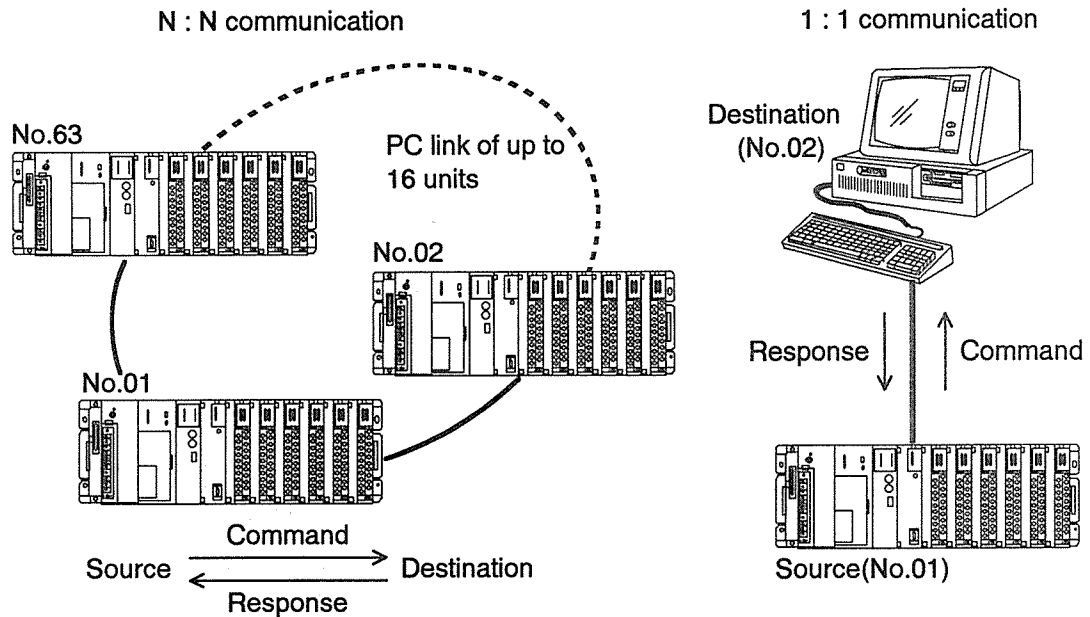 N : N communication
No.63
PC link of up to
16 units
No.02
No.01
Command
Source
Destination
Response
1 : 1 communication
Destination
(No.02)
Response
Command
Source(No.01)